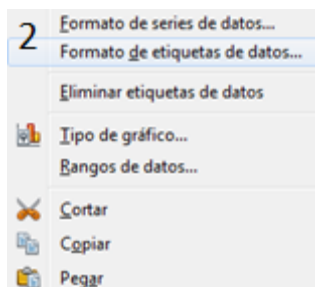 2
Formato de series de datos...
Formato de etiquetas de datos...
Eliminar etiquetas de datos
Tipo de gráfico...
Rangos de datos...
Cortar
Copiar
Pegar